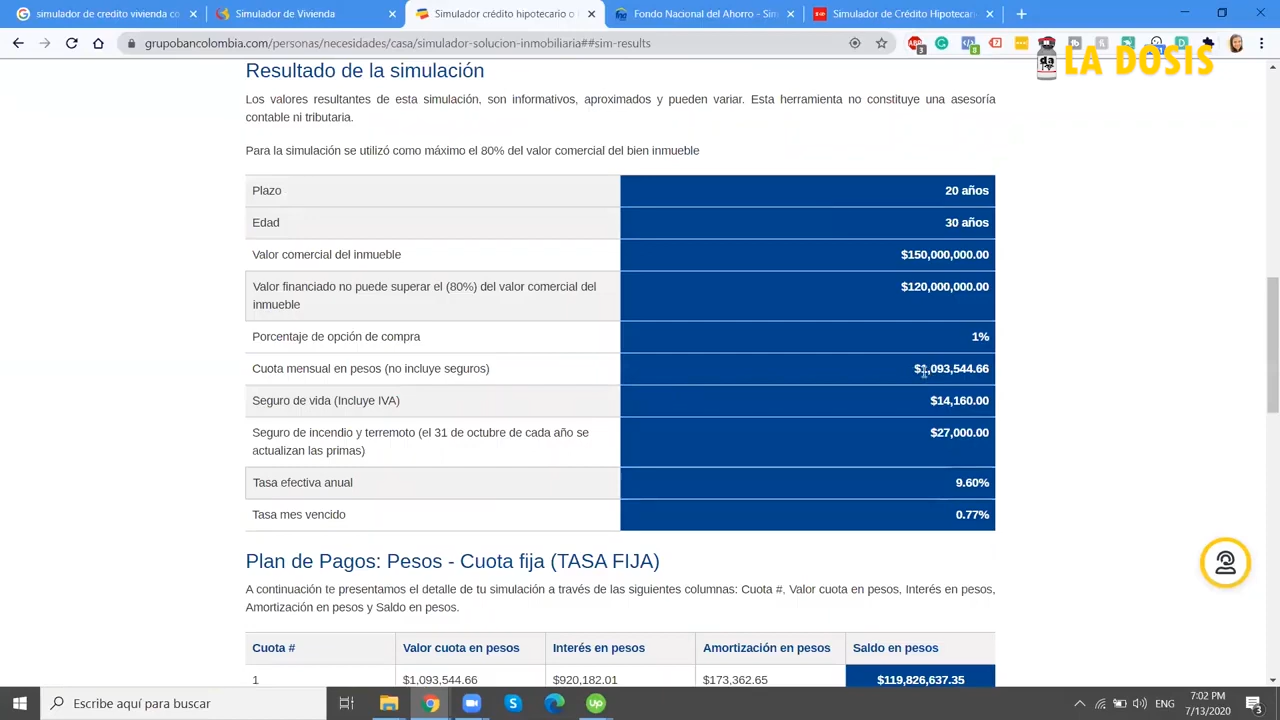 simulador de credito vivienda co
Simulador de Vivienda
Simulador crédito hipotecario o
Fondo Nacional del Ahorro - Sim
Simulador de Crédito Hipotecari
grupobancolombia.com/personas/necesidades/casa/simulador-solucion-inmobiliaria##sim-results
LA DOSIS
Resultado de la simulación
Los valores resultantes de esta simulación, son informativos, aproximados y pueden variar. Esta herramienta no constituye una asesoría
contable ni tributaria.
Para la simulación se utilizó como máximo el 80% del valor comercial del bien inmueble
Plazo 20 años
Edad 30 años
Valor comercial del inmueble $150,000,000.00
Valor financiado no puede superar el (80%) del valor comercial del $120,000,000.00
inmueble
Porcentaje de opción de compra 1%
Cuota mensual en pesos (no incluye seguros) $1,093,544.66
Seguro de vida (Incluye IVA) $14,160.00
Seguro de incendio y terremoto (el 31 de octubre de cada año se $27,000.00
actualizan las primas)
Tasa efectiva anual 9.60%
Tasa mes vencido 0.77%
Plan de Pagos: Pesos - Cuota fija (TASA FIJA)
A continuación te presentamos el detalle de tu simulación a través de las siguientes columnas: Cuota #, Valor cuota en pesos, Interés en pesos,
Amortización en pesos y Saldo en pesos.
Cuota # Valor cuota en pesos Interés en pesos Amortización en pesos Saldo en pesos
1 $1,093,544.66 $920,182.01 $173,362.65 $119,826,637.35
Escribe aquí para buscar
ENG
7:02 PM
7/13/2020
3